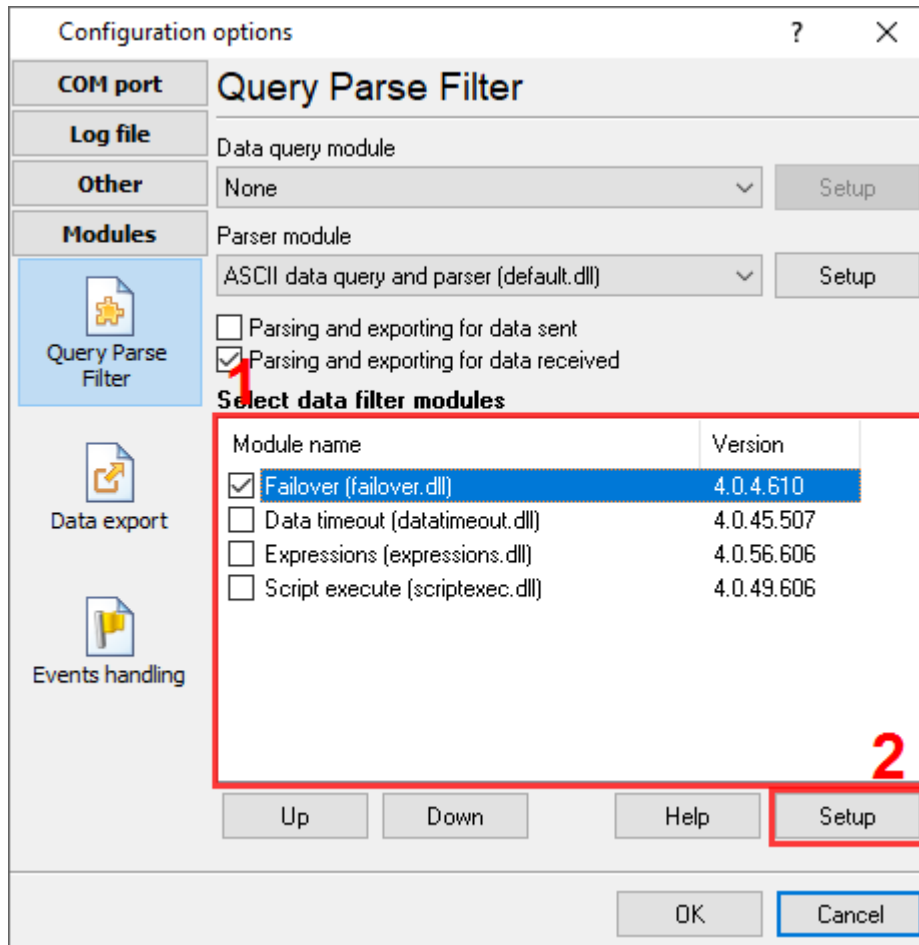 Configuration options ?
COM port
Log file
Other
Modules
Query Parse
Filter
Data export
Events handling
Query Parse Filter
Data query module
None Setup
Parser module
ASCII data query and parser (default.dll) Setup
Parsing and exporting for data sent
Parsing and exporting for data received
1
Select data filter modules
Module name Version
Failover (failover.dll) 4.0.4.610
Data timeout (datatimeout.dll) 4.0.45.507
Expressions (expressions.dll) 4.0.56.606
Script execute (scriptexec.dll) 4.0.49.606
2
Up Down Help Setup
OK Cancel